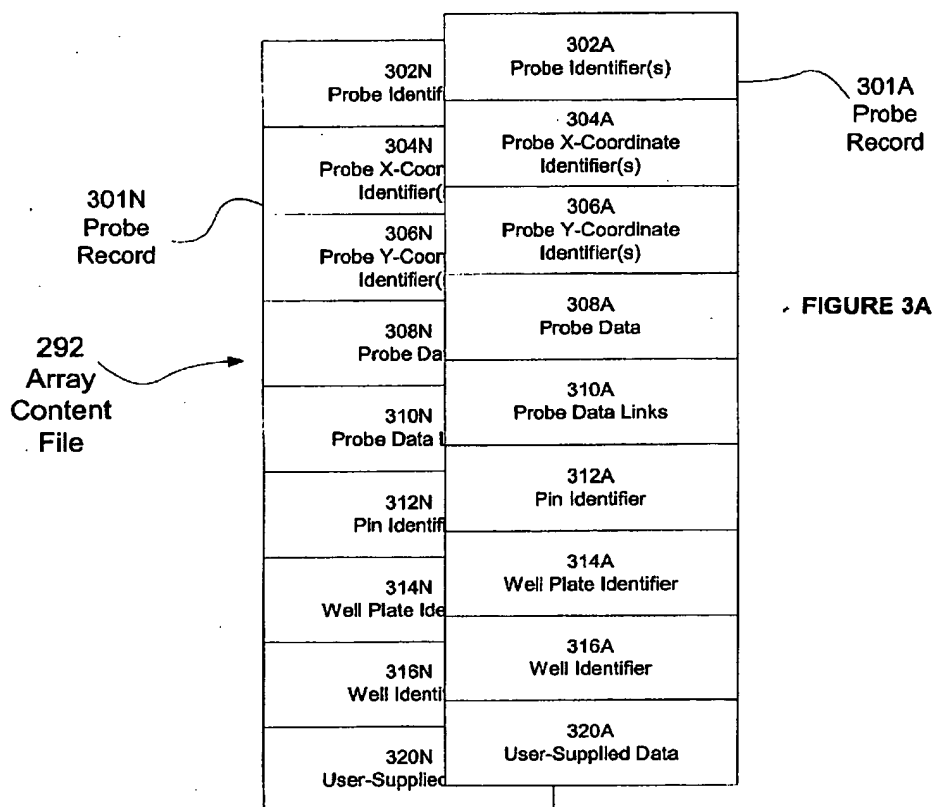 302A
Probe Identifier(s)
304A
Probe X-Coordinate
Identifier(s)
306A
Probe Y-Coordinate
Identifier(s)
308A
Probe Data
310A
Probe Data Links
312A
Pin Identifier
314A
Well Plate Identifier
316A
Well Identifier
320A
User-Supplied Data
301A
Probe
Record
302N
Probe Identif
304N
Probe X-Coor
Identifier(
306N
Probe Y-Coor
Identifier(
308N
Probe Da
310N
Probe Data L
312N
Pin Identif
314N
Well Plate Ide
316N
Well Identi
320N
User-Supplied
301N
Probe
Record
292
Array
Content
File
FIGURE 3A